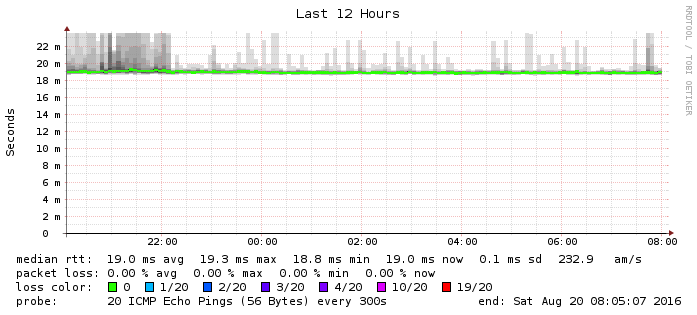 Last 12 Hours
RRDTOOL / TOBI OETIKER
Seconds
22 m
20 m
18 m
16 m
14 m
12 m
10 m
8 m
6 m
4 m
2 m
0
22:00 00:00 02:00 04:00 06:00 08:00
median rtt: 19.0 ms avg 19.3 ms max 18.8 ms min 19.0 ms now 0.1 ms sd 232.9 am/s
packet loss: 0.00 % avg 0.00 % max 0.00 % min 0.00 % now
loss color: 0 1/20 2/20 3/20 4/20 10/20 19/20
probe: 20 ICMP Echo Pings (56 Bytes) every 300s end: Sat Aug 20 08:05:07 2016